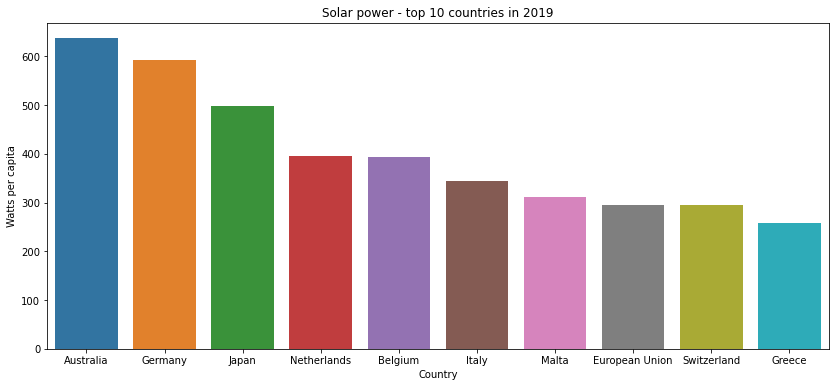 Solar power - top 10 countries in 2019
Watts per capita
600
500
400
300
200
100
0
Australia Germany Japan Netherlands Belgium Italy Malta European Union Switzerland Greece
Country